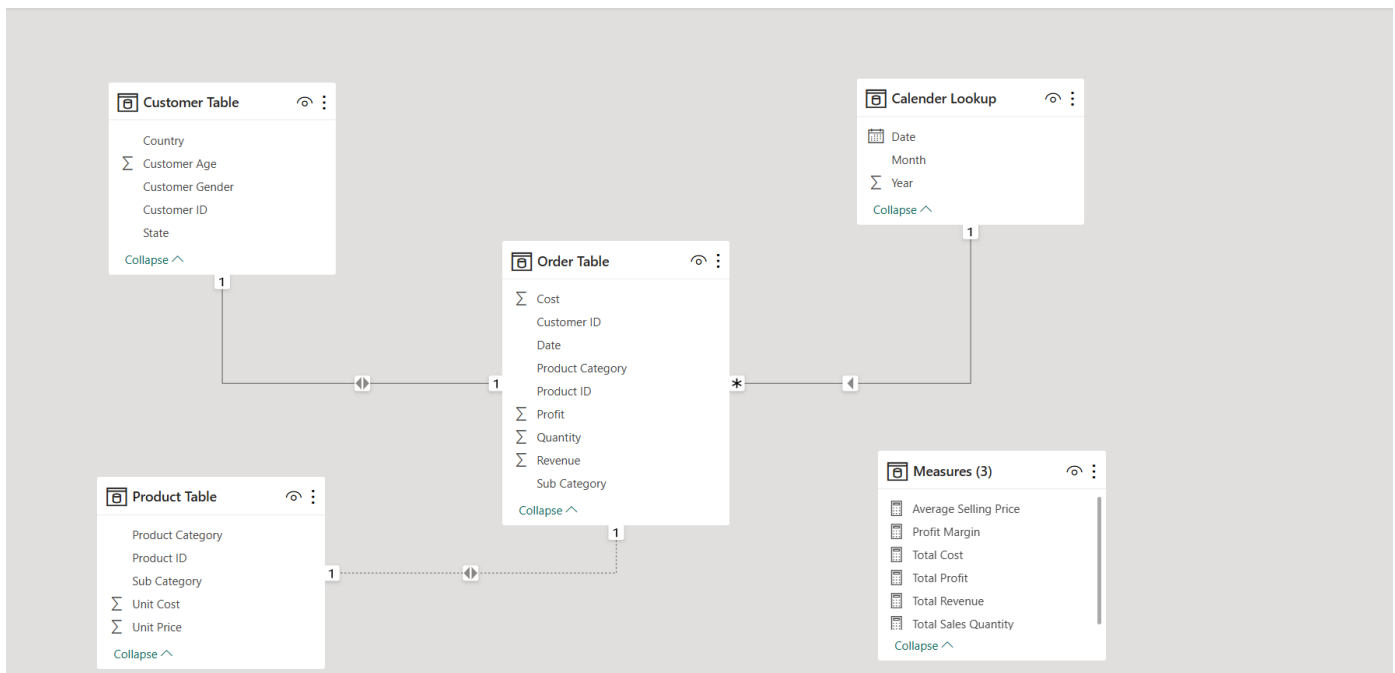 Customer Table
Country
Customer Age
Customer Gender
Customer ID
State
Collapse
1
Calender Lookup
Date
Month
Year
Collapse
1
Order Table
Cost
Customer ID
Date
Product Category
Product ID
Profit
Quantity
Revenue
Sub Category
Collapse
1
*
1
Product Table
Product Category
Product ID
Sub Category
Unit Cost
Unit Price
Collapse
1
Measures (3)
Average Selling Price
Profit Margin
Total Cost
Total Profit
Total Revenue
Total Sales Quantity
Collapse